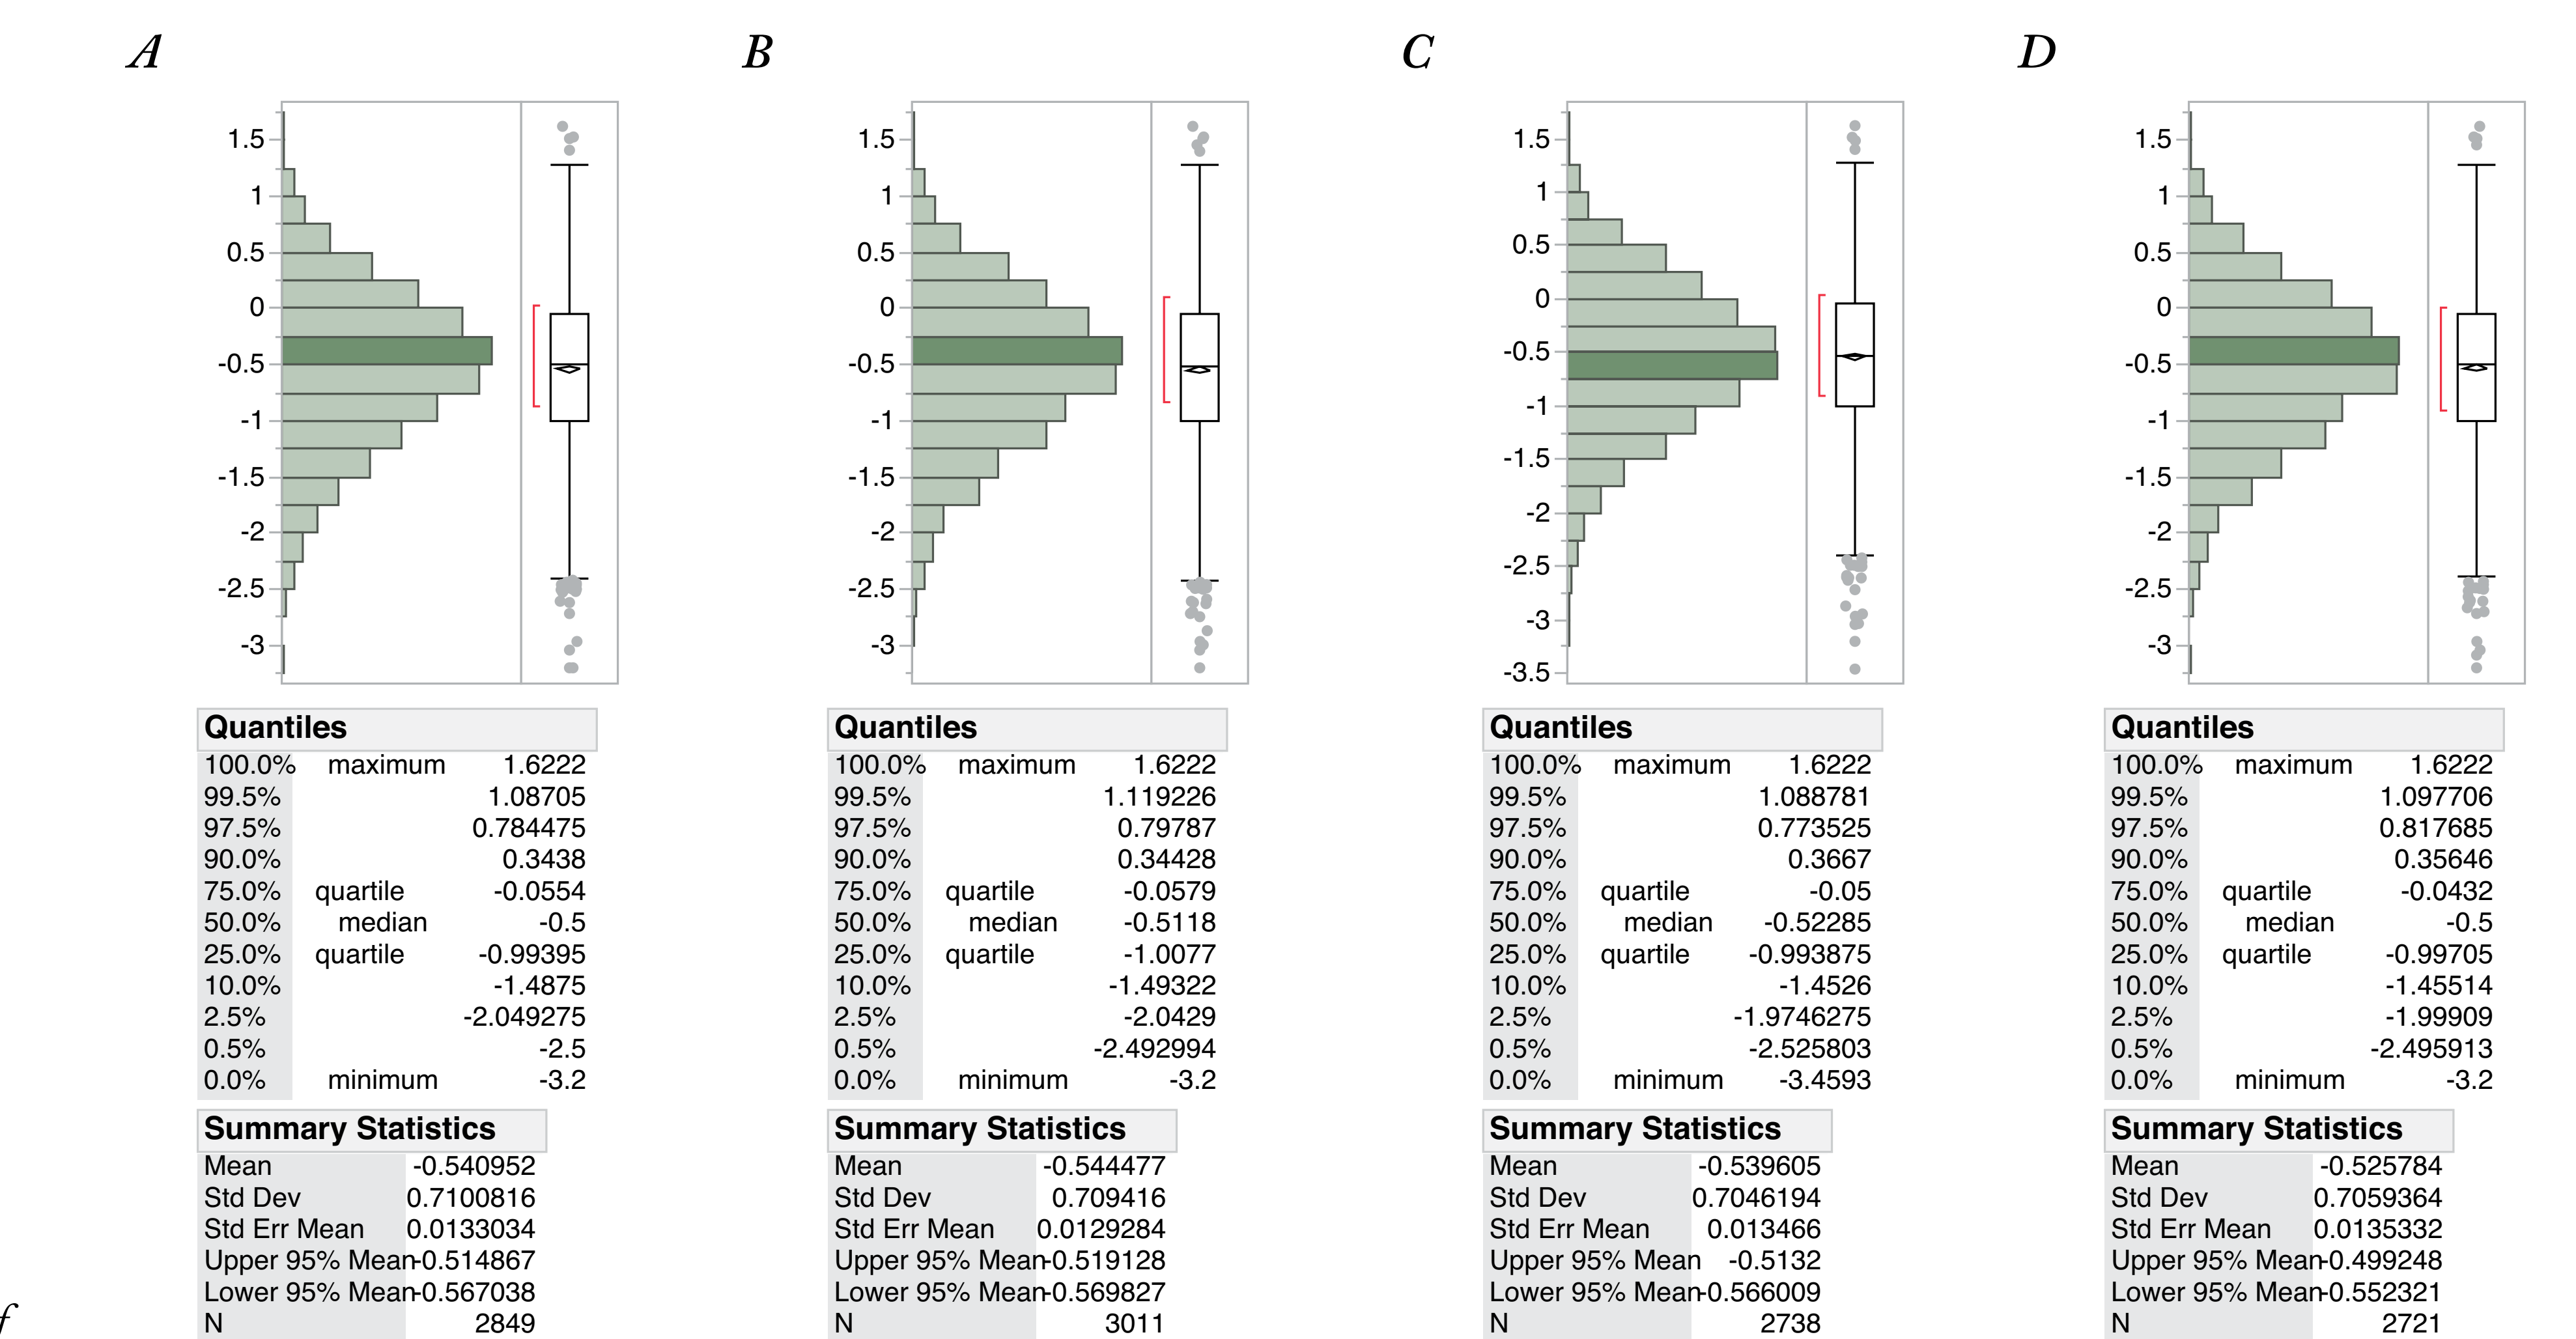 A
B
C
D
1.5
1
0.5
0
-0.5
-1
-1.5
-2
-2.5
-3
1.5
1
0.5
0
-0.5
-1
-1.5
-2
-2.5
-3
1.5
1
0.5
0
-0.5
-1
-1.5
-2
-2.5
-3
-3.5
1.5
1
0.5
0
-0.5
-1
-1.5
-2
-2.5
-3
Quantiles
100.0% maximum 1.6222
99.5% 1.08705
97.5% 0.784475
90.0% 0.3438
75.0% quartile -0.0554
50.0% median -0.5
25.0% quartile -0.99395
10.0% -1.4875
2.5% -2.049275
0.5% -2.5
0.0% minimum -3.2
Summary Statistics
Mean -0.540952
Std Dev 0.7100816
Std Err Mean 0.0133034
Upper 95% Mean -0.514867
Lower 95% Mean -0.567038
N 2849
Quantiles
100.0% maximum 1.6222
99.5% 1.119226
97.5% 0.79787
90.0% 0.34428
75.0% quartile -0.0579
50.0% median -0.5118
25.0% quartile -1.0077
10.0% -1.49322
2.5% -2.0429
0.5% -2.492994
0.0% minimum -3.2
Summary Statistics
Mean -0.544477
Std Dev 0.709416
Std Err Mean 0.0129284
Upper 95% Mean -0.519128
Lower 95% Mean -0.569827
N 3011
Quantiles
100.0% maximum 1.6222
99.5% 1.088781
97.5% 0.773525
90.0% 0.3667
75.0% quartile -0.05
50.0% median -0.52285
25.0% quartile -0.993875
10.0% -1.4526
2.5% -1.9746275
0.5% -2.525803
0.0% minimum -3.4593
Summary Statistics
Mean -0.539605
Std Dev 0.7046194
Std Err Mean 0.013466
Upper 95% Mean -0.5132
Lower 95% Mean -0.566009
N 2738
Quantiles
100.0% maximum 1.6222
99.5% 1.097706
97.5% 0.817685
90.0% 0.35646
75.0% quartile -0.0432
50.0% median -0.5
25.0% quartile -0.99705
10.0% -1.45514
2.5% -1.99909
0.5% -2.495913
0.0% minimum -3.2
Summary Statistics
Mean -0.525784
Std Dev 0.7059364
Std Err Mean 0.0135332
Upper 95% Mean -0.499248
Lower 95% Mean -0.552321
N 2721
f